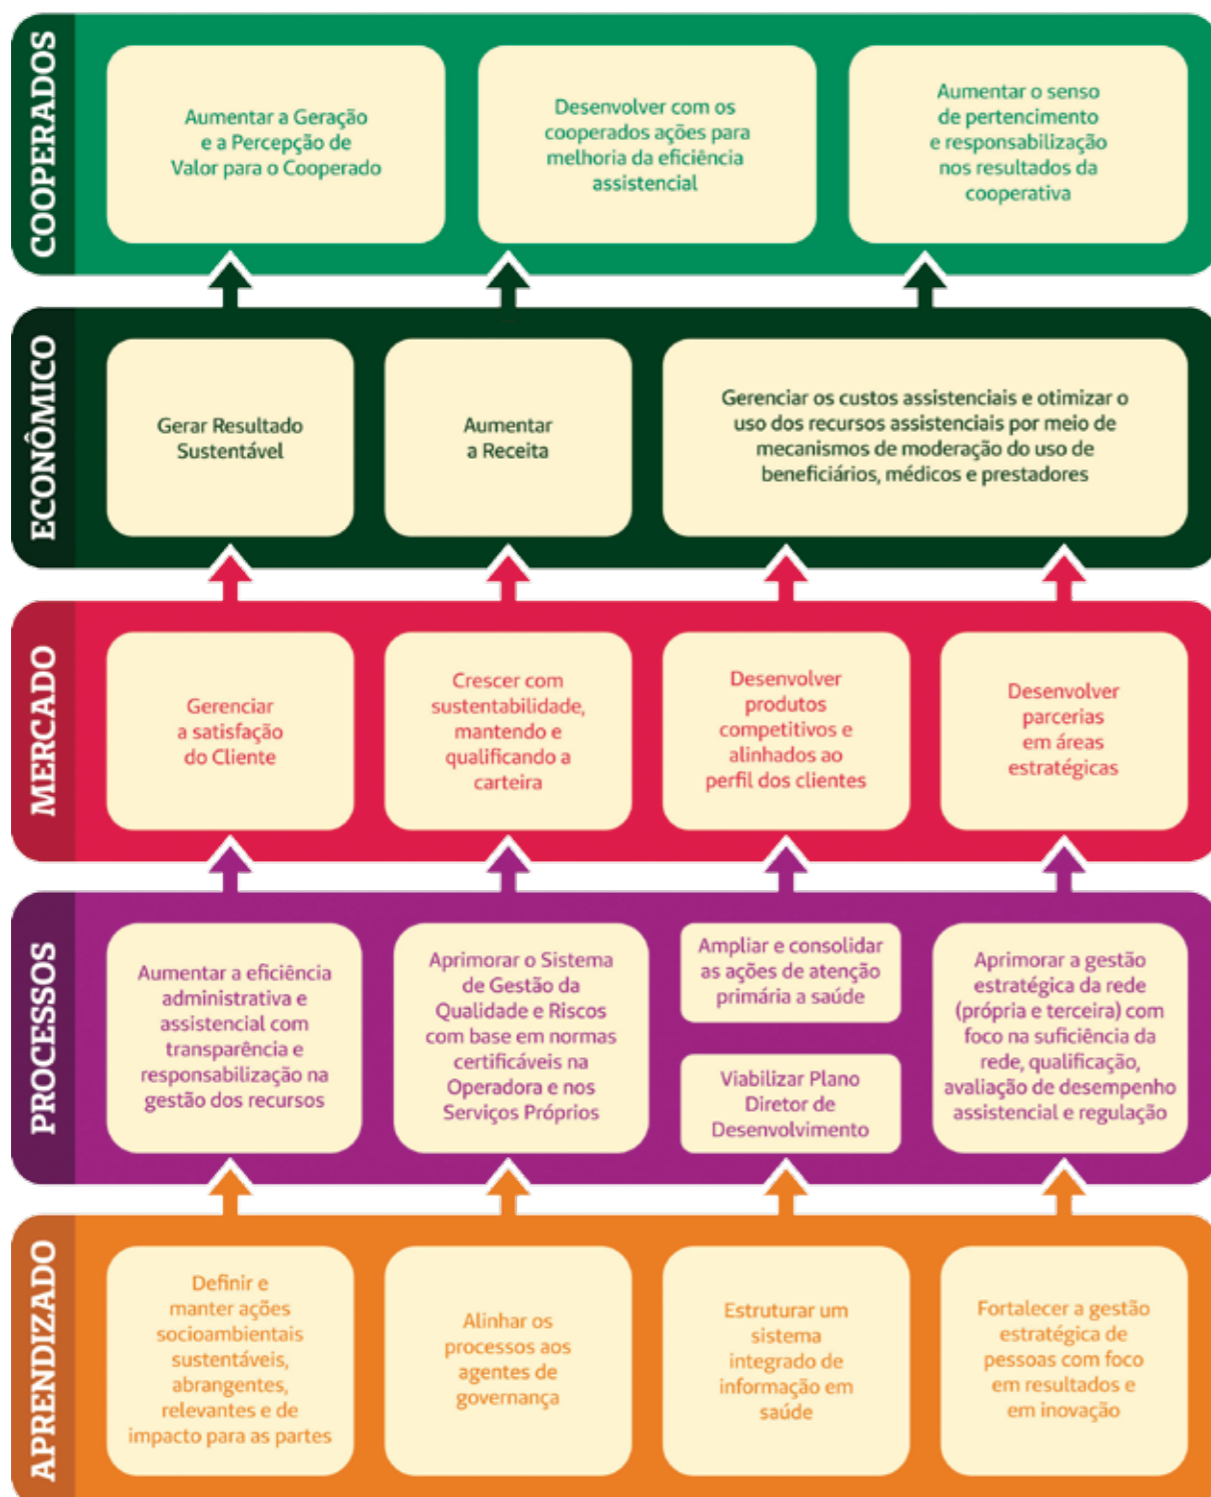 COOPERADOS
Aumentar a Geração
e a Percepção de
Valor para o Cooperado
Desenvolver com os
cooperados ações para
melhoria da eficiência
assistencial
Aumentar o senso
de pertencimento
e responsabilização
nos resultados da
cooperativa
ECONÔMICO
Gerar Resultado
Sustentável
Aumentar
a Receita
Gerenciar os custos assistenciais e otimizar o
uso dos recursos assistenciais por meio de
mecanismos de moderação do uso de
beneficiários, médicos e prestadores
MERCADO
Gerenciar
a satisfação
do Cliente
Crescer com
sustentabilidade,
mantendo e
qualificando a
carteira
Desenvolver
produtos
competitivos e
alinhados ao
perfil dos clientes
Desenvolver
parcerias
em áreas
estratégicas
PROCESSOS
Aumentar a eficiência
administrativa e
assistencial com
transparência e
responsabilização na
gestão dos recursos
Aprimorar o Sistema
de Gestão da
Qualidade e Riscos
com base em normas
certificáveis na
Operadora e nos
Serviços Próprios
Ampliar e consolidar
as ações de atenção
primária a saúde
Viabilizar Plano
Diretor de
Desenvolvimento
Aprimorar a gestão
estratégica da rede
(própria e terceira) com
foco na suficiência da
rede, qualificação,
avaliação de desempenho
assistencial e regulação
APRENDIZADO
Definir e
manter ações
socioambientais
sustentáveis,
abrangentes,
relevantes e de
impacto para as partes
Alinhar os
processos aos
agentes de
governança
Estruturar um
sistema
integrado de
informação em
saúde
Fortalecer a gestão
estratégica de
pessoas com foco
em resultados e
em inovação